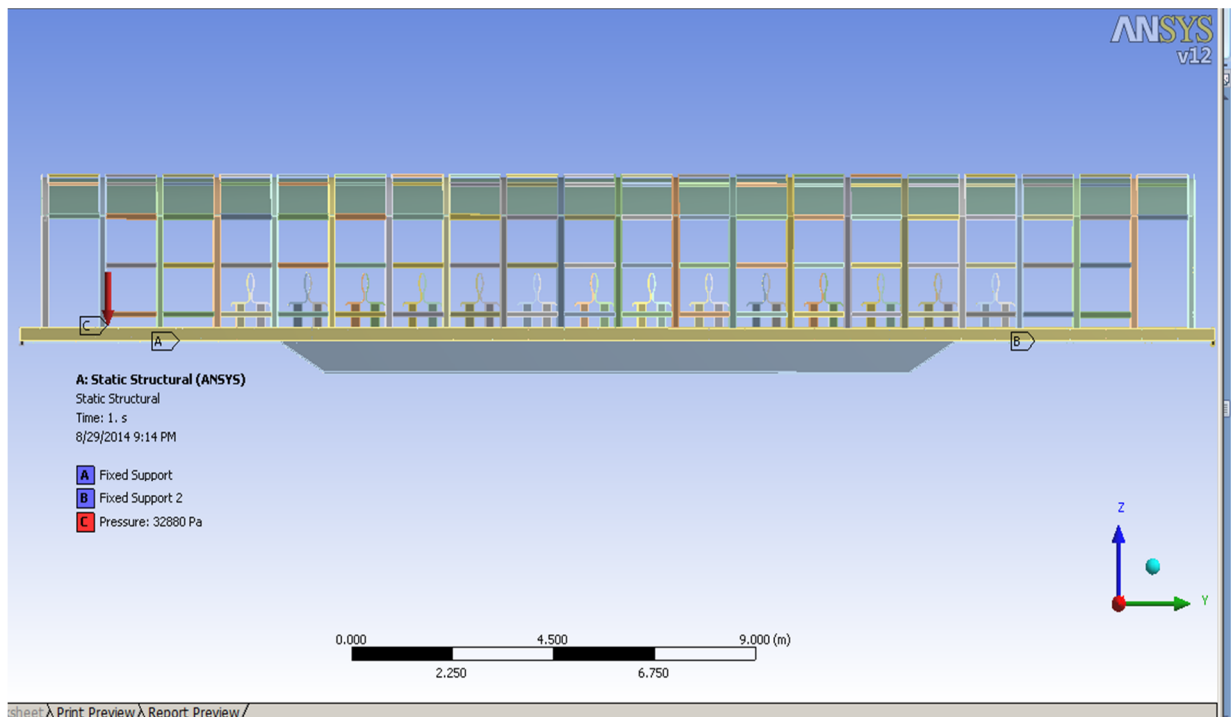 ANSYS
v12
C
A
B
A: Static Structural (ANSYS)
Static Structural
Time: 1. s
8/29/2014 9:14 PM
A Fixed Support
B Fixed Support 2
C Pressure: 32880 Pa
Z
Y
0.000 4.500 9.000 (m)
2.250 6.750
Print Preview Report Preview